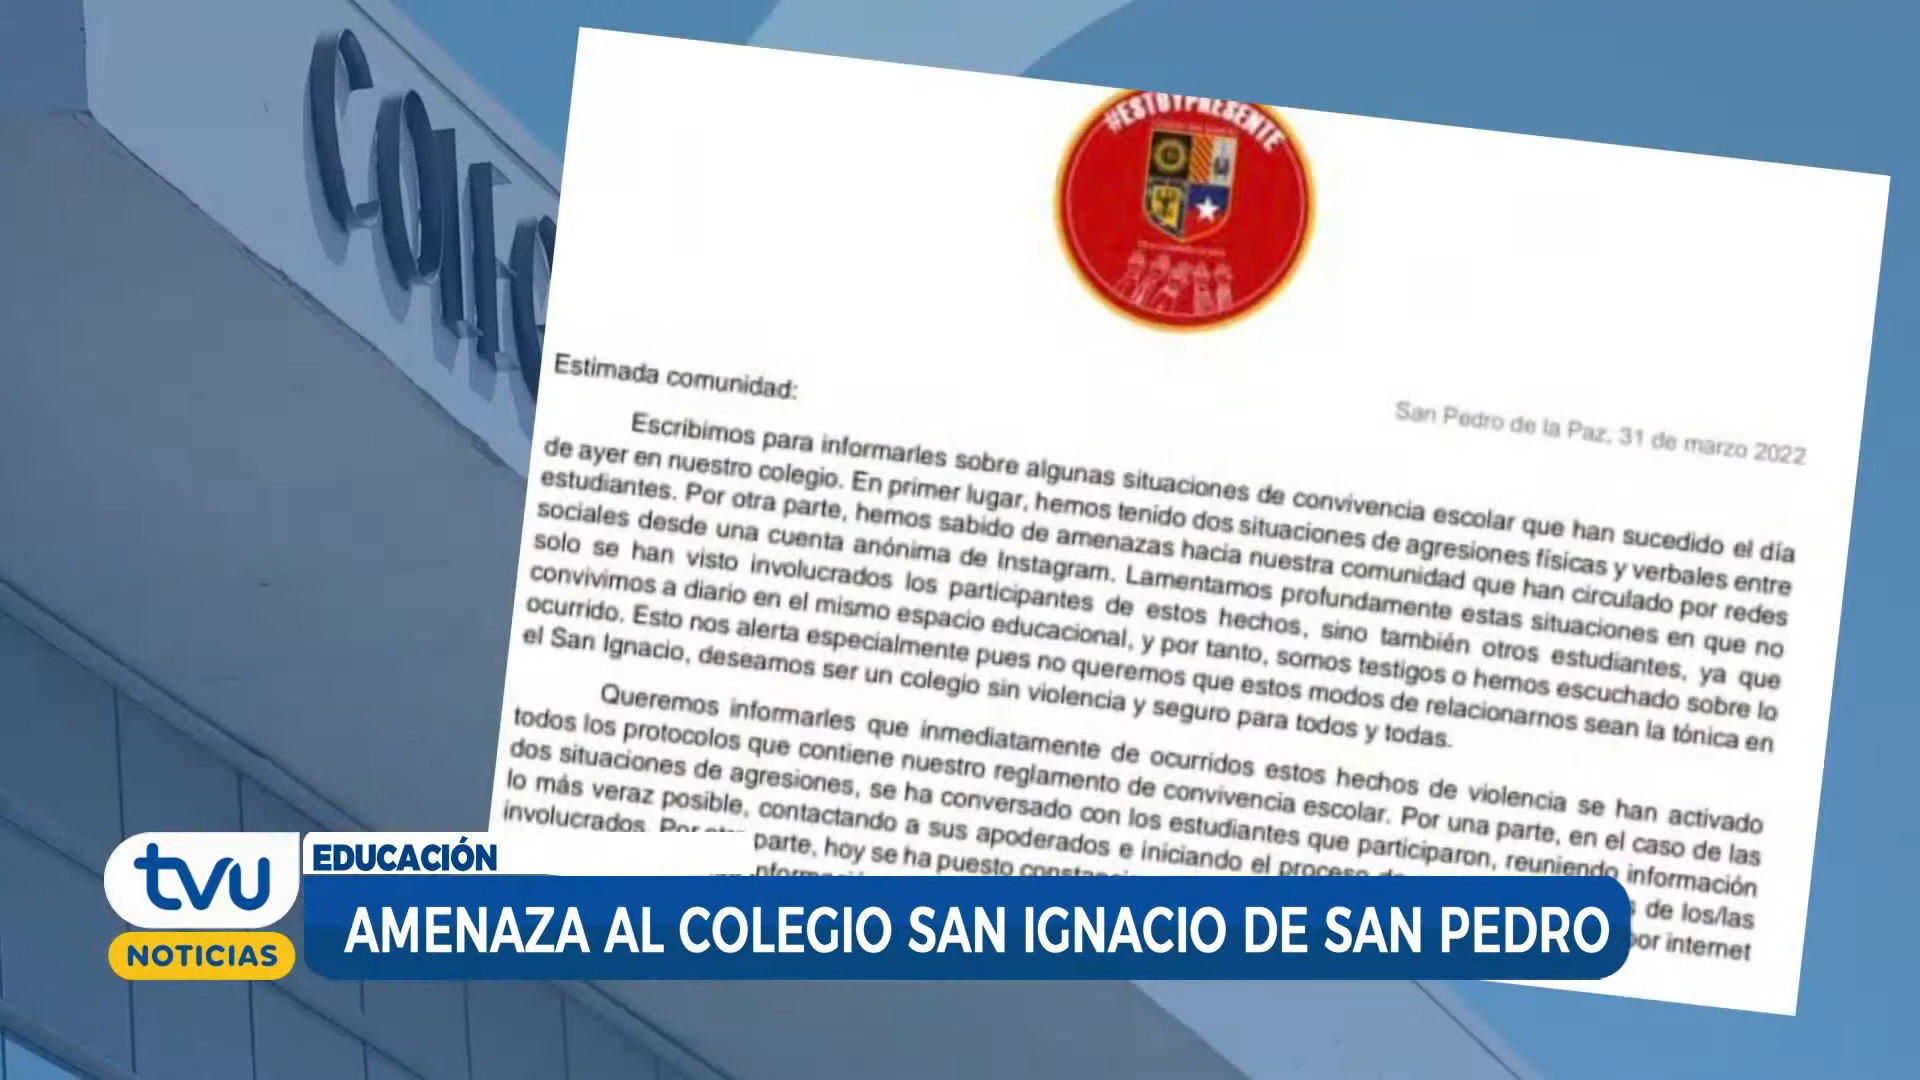 Coleg
#ESTOYPRESENTE
San Pedro de la Paz, 31 de marzo 2022
Estimada comunidad:
Escribimos para informarles sobre algunas situaciones de convivencia escolar que han sucedido el día
de ayer en nuestro colegio. En primer lugar, hemos tenido dos situaciones de agresiones físicas y verbales entre
estudiantes. Por otra parte, hemos sabido de amenazas hacia nuestra comunidad que han circulado por redes
sociales desde una cuenta anónima de Instagram. Lamentamos profundamente estas situaciones en que no
solo se han visto involucrados los participantes de estos hechos, sino también otros estudiantes, ya que
convivimos a diario en el mismo espacio educacional, y por tanto, somos testigos o hemos escuchado sobre lo
ocurrido. Esto nos alerta especialmente pues no queremos que estos modos de relacionarnos sean la tónica en
el San Ignacio, deseamos ser un colegio sin violencia y seguro para todos y todas.
Queremos informarles que inmediatamente de ocurridos estos hechos de violencia se han activado
todos los protocolos que contiene nuestro reglamento de convivencia escolar. Por una parte, en el caso de las
dos situaciones de agresiones, se ha conversado con los estudiantes que participaron, reuniendo información
lo más veraz posible, contactando a sus apoderados e iniciando el proceso de los/las
involucrados. Por otra parte, hoy se ha puesto por internet
tvu
NOTICIAS
EDUCACIÓN
AMENAZA AL COLEGIO SAN IGNACIO DE SAN PEDRO